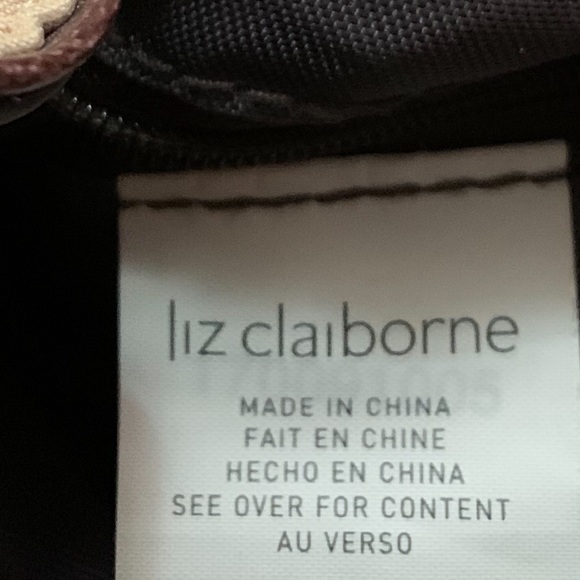 liz claiborne
MADE IN CHINA
FAIT EN CHINE
HECHO EN CHINA
SEE OVER FOR CONTENT
AU VERSO